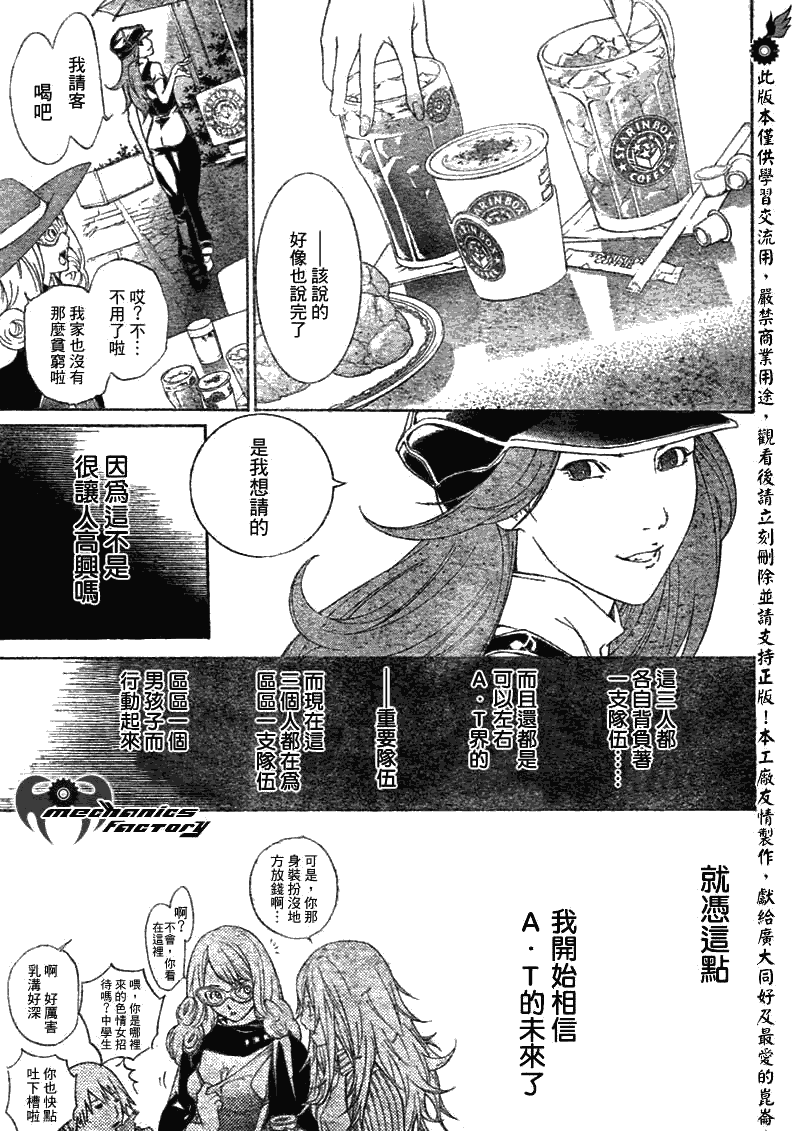 STARINBOX
COFFEE
STARINBOX
——該說的
好像也說完了
我請客
喝吧
哎？不…
不用了啦
我家也沒有
那麼貧窮啦
是我想請的
因爲這不是
很讓人高興嗎
這三人都
各自背負著
一支隊伍……
而且還都是
可以左右
A・T界的
——重要隊伍
而現在這
三個人都在爲
區區一支隊伍
區區一個
男孩子而
行動起來
mechanics
factory
就憑這點
我開始相信
A・T的未來了
可是，你那
身裝扮沒地
方放錢啊…
啊？
不會，你看
在這裡
喂，你是哪裡
來的色情女招
待嗎？中學生
啊 好厲害
乳溝好深
你也快點
吐下槽啦
此版本僅供學習交流用，嚴禁商業用途，觀看後請立刻刪除並請支持正版！本工廠友情製作，獻給廣大同好及最愛的崑崙